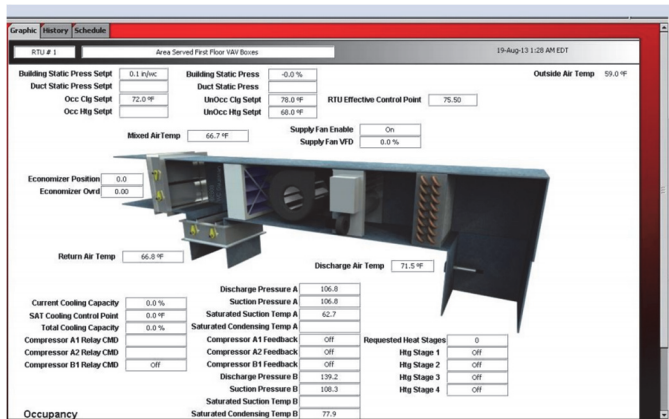 Graphic History Schedule
RTU # 1 Area Served First Floor VAV Boxes 19-Aug-13 1:28 AM EDT
Building Static Press Setpt 0.1 in/wc Building Static Press -0.0 % Outside Air Temp 59.0 ºF
Duct Static Press Setpt Duct Static Press
Occ Clg Setpt 72.0 ºF UnOcc Clg Setpt 78.0 ºF RTU Effective Control Point 75.50
Occ Htg Setpt UnOcc Htg Setpt 68.0 ºF
Mixed AirTemp 66.7 ºF Supply Fan Enable On
Supply Fan VFD 0.0 %
Economizer Position 0.0
Economizer Ovrd 0.00
Return Air Temp 66.8 ºF
Discharge Air Temp 71.5 ºF
Discharge Pressure A 106.8
Current Cooling Capacity 0.0 % Suction Pressure A 106.8
SAT Cooling Control Point 0.0 ºF Saturated Suction Temp A 62.7
Total Cooling Capacity 0.0 % Saturated Condensing Temp A
Compressor A1 Relay CMD Compressor A1 Feedback Off Requested Heat Stages 0
Compressor A2 Relay CMD Compressor A2 Feedback Off Htg Stage 1 Off
Compressor B1 Relay CMD Off Compressor B1 Feedback Off Htg Stage 2 Off
Discharge Pressure B 139.2 Htg Stage 3 Off
Suction Pressure B 108.3 Htg Stage 4 Off
Saturated Suction Temp B
Occupancy Saturated Condensing Temp B 77.9